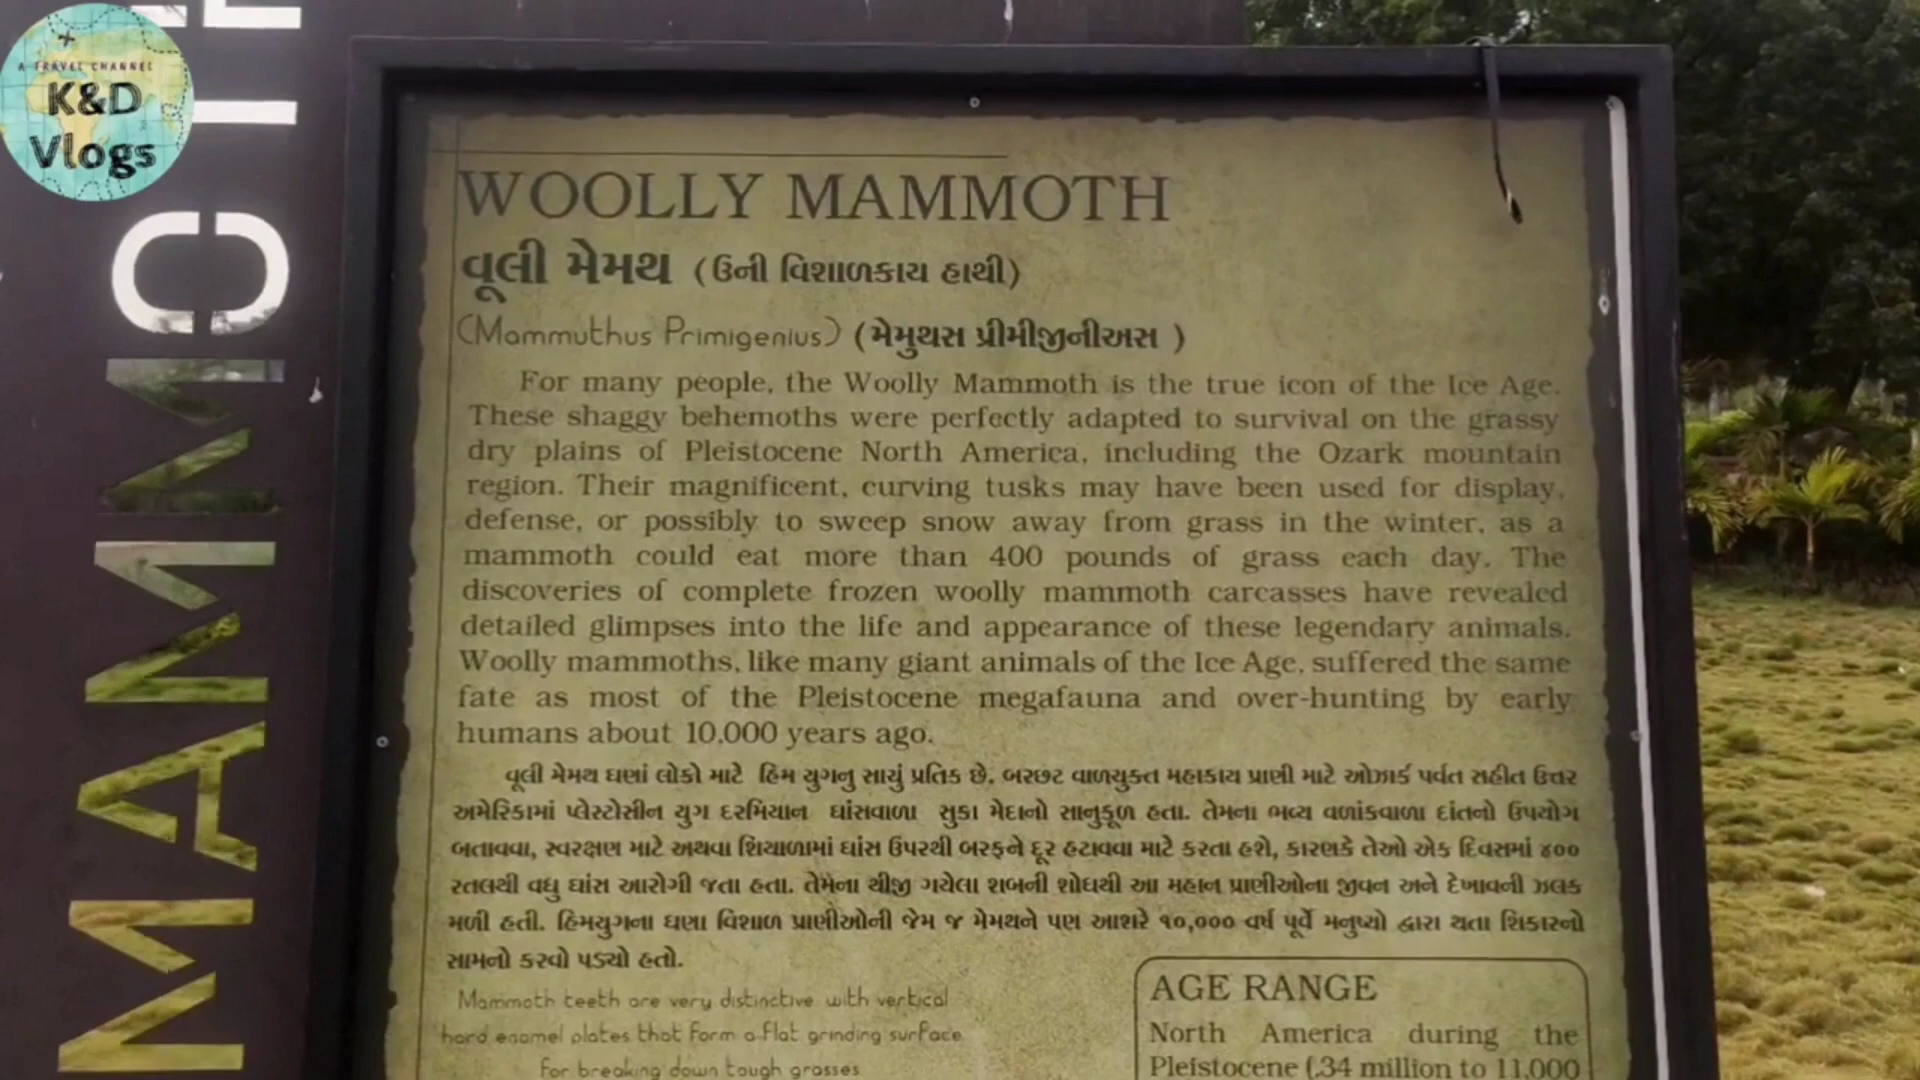 A TRAVEL CHANNEL
K&D
Vlogs
MAMMOTH
WOOLLY MAMMOTH
વૂલી મેમથ (ઉની વિશાળકાય હાથી)
(Mammuthus Primigenius) (મેમુથસ પ્રીમીજીનીઅસ )
For many people, the Woolly Mammoth is the true icon of the Ice Age.
These shaggy behemoths were perfectly adapted to survival on the grassy
dry plains of Pleistocene North America, including the Ozark mountain
region. Their magnificent, curving tusks may have been used for display,
defense, or possibly to sweep snow away from grass in the winter, as a
mammoth could eat more than 400 pounds of grass each day. The
discoveries of complete frozen woolly mammoth carcasses have revealed
detailed glimpses into the life and appearance of these legendary animals.
Woolly mammoths, like many giant animals of the Ice Age, suffered the same
fate as most of the Pleistocene megafauna and over-hunting by early
humans about 10,000 years ago.
વૂલી મેમથ ઘણાં લોકો માટે હિમ યુગનુ સાચું પ્રતિક છે. બરછટ વાળયુક્ત મહાકાય પ્રાણી માટે ઓઝાર્ક પર્વત સહીત ઉત્તર
અમેરિકામાં પ્લેસ્ટોસીન યુગ દરમિયાન ઘાંસવાળા સુકા મેદાનો સાનુકૂળ હતા. તેમના ભવ્ય વળાંકવાળા દાંતનો ઉપયોગ
બતાવવા, સ્વરક્ષણ માટે અથવા શિયાળામાં ઘાંસ ઉપરથી બરફને દૂર હટાવવા માટે કરતા હશે, કારણકે તેઓ એક દિવસમાં ૪૦૦
રતલથી વધુ ઘાંસ આરોગી જતા હતા. તેમના થીજી ગયેલા શબની શોધથી આ મહાન પ્રાણીઓના જીવન અને દેખાવની ઝલક
મળી હતી. હિમયુગના ઘણા વિશાળ પ્રાણીઓની જેમ જ મેમથને પણ આશરે ૧૦,૦૦૦ વર્ષ પૂર્વે મનુષ્યો દ્વારા થતા શિકારનો
સામનો કરવો પડ્યો હતો.
Mammoth teeth are very distinctive with vertical
hard enamel plates that form a flat grinding surface
for breaking down tough grasses
AGE RANGE
North America during the
Pleistocene (.34 million to 11,000